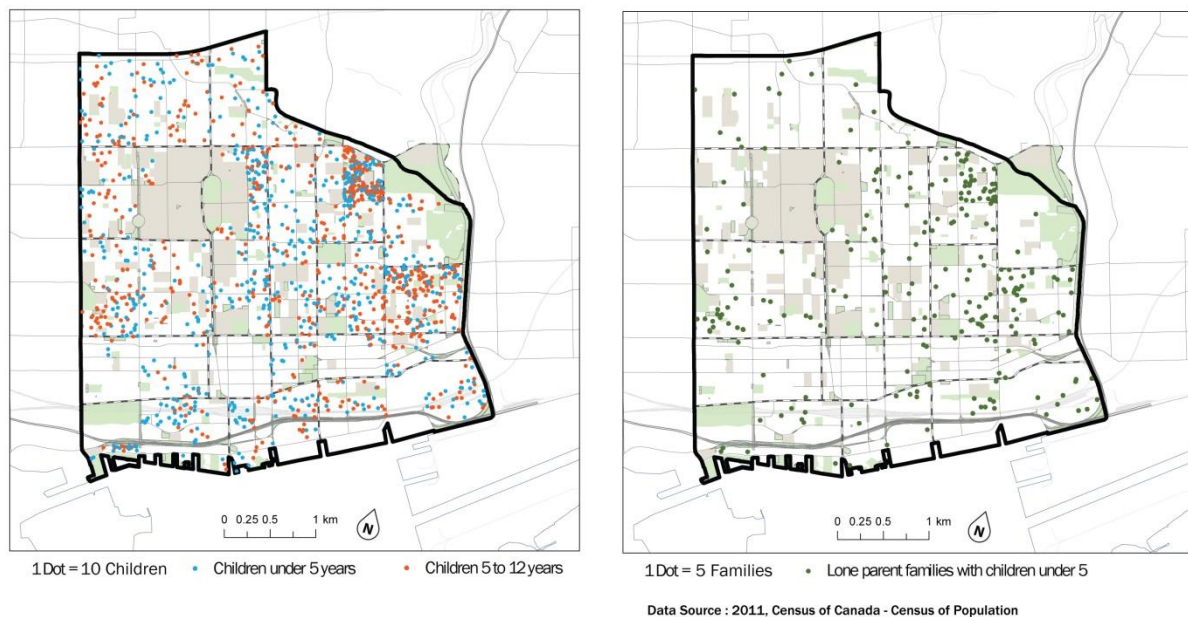 0 0.25 0.5 1 km
N
1 Dot = 10 Children Children under 5 years Children 5 to 12 years
0 0.25 0.5 1 km
N
1 Dot = 5 Families Lone parent families with children under 5
Data Source : 2011, Census of Canada - Census of Population